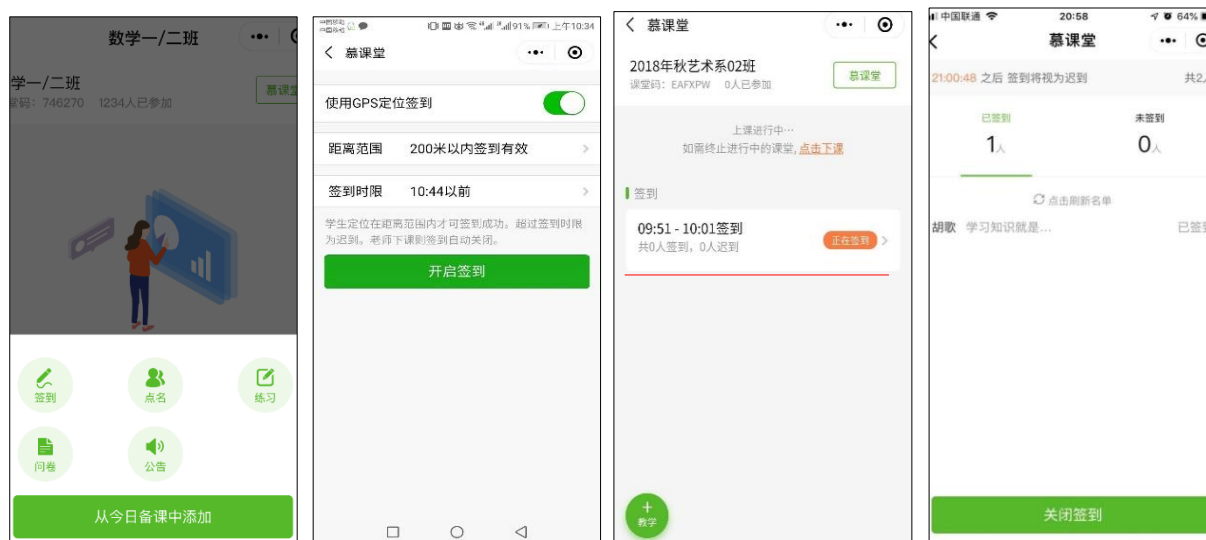 数学一/二班
学一/二班
慕课堂
码：746270 1234人已参加
签到
点名
练习
问卷
公告
从今日备课中添加
91% 上午10:34
慕课堂
使用GPS定位签到
距离范围 200米以内签到有效
签到时限 10:44以前
学生定位在距离范围内才可签到成功，超过签到时限
为迟到。老师下课则签到自动关闭。
开启签到
慕课堂
2018年秋艺术系02班
慕课堂
课堂码：EAFXPW 0人已参加
上课进行中…
如需终止进行中的课堂,点击下课
签到
09:51 - 10:01签到
共0人签到，0人迟到
正在签到
+
教学
中国联通 20:58 64%
慕课堂
21:00:48 之后 签到将视为迟到 共2人
已签到 未签到
1人 0人
点击刷新名单
胡歌 学习知识就是... 已签到
关闭签到